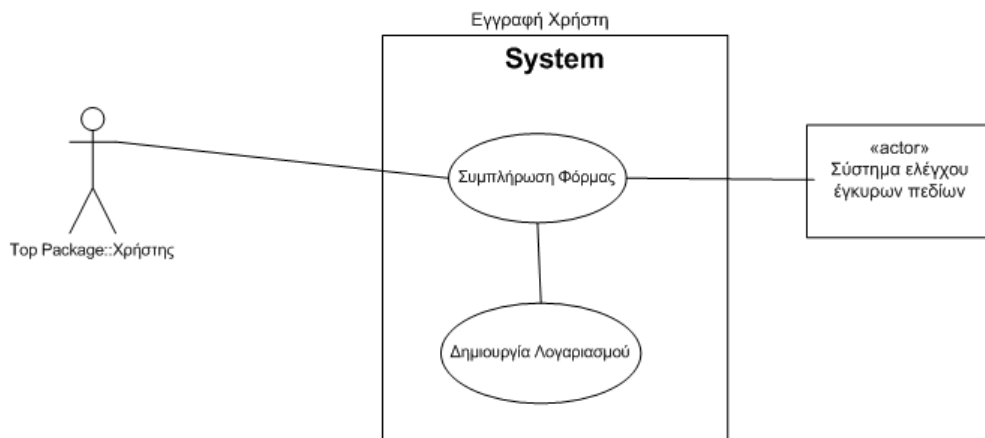 Εγγραφή Χρήστη
System
Συμπλήρωση Φόρμας
«actor»
Σύστημα ελέγχου
έγκυρων πεδίων
Top Package::Χρήστης
Δημιουργία Λογαριασμού